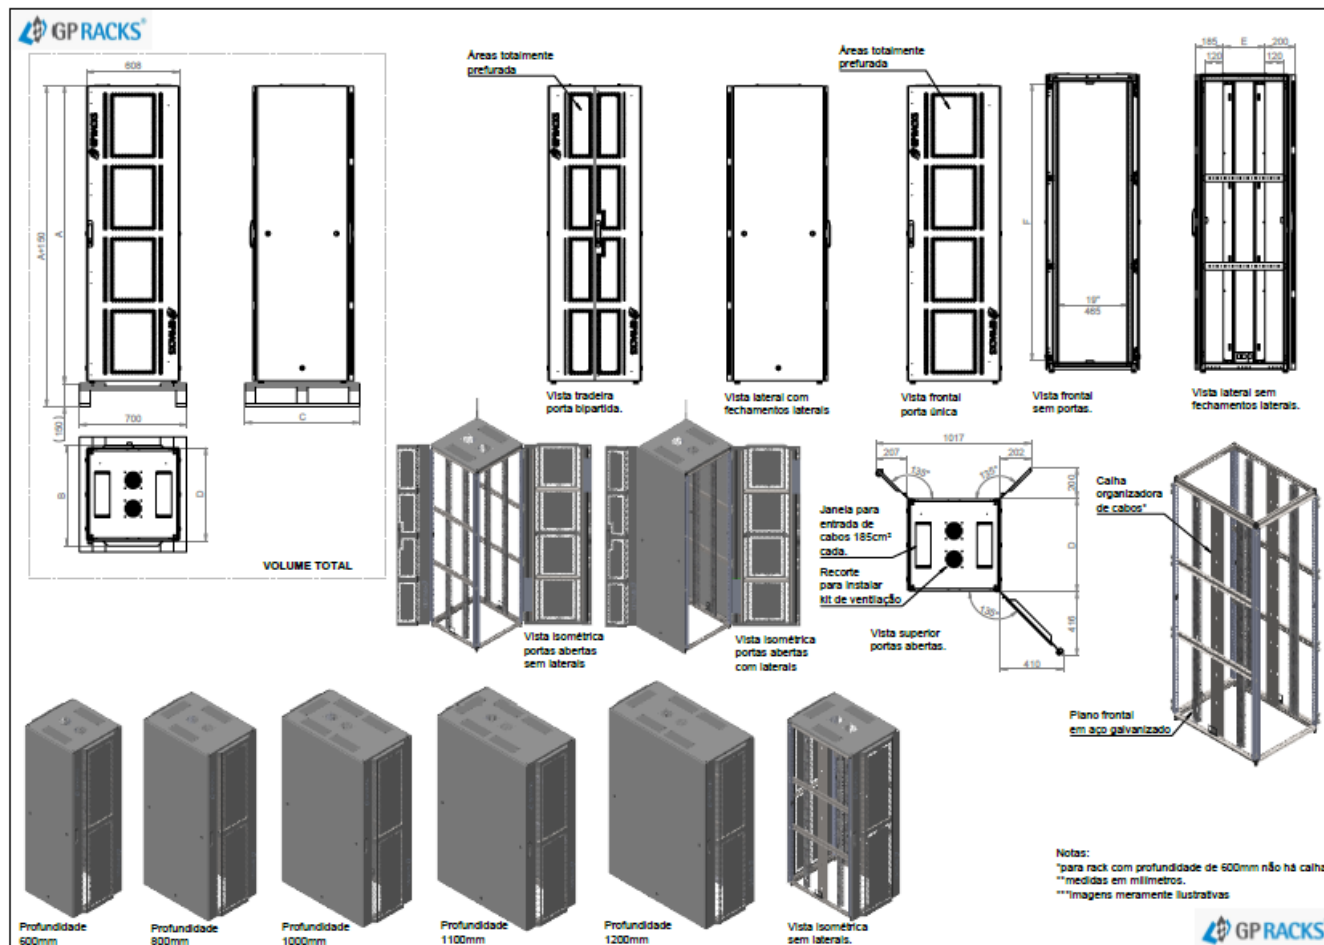 GP RACKS®
608
A+150
A
(150)
700
C
B
D
VOLUME TOTAL
GPRACKS
GPRACKS
Áreas totalmente
prefurada
GPRACKS
GPRACKS
Vista tradeira
porta bipartida.
Vista lateral com
fechamentos laterais
Áreas totalmente
prefurada
GPRACKS
GPRACKS
Vista frontal
porta única
F
19"
465
Vista frontal
sem portas.
185
E
200
120
120
Vista lateral sem
fechamentos laterais.
Vista isométrica
portas abertas
sem laterais
Vista isométrica
portas abertas
com laterais
1017
207
202
135°
135°
200
D
416
135°
410
Janela para
entrada de
cabos 185cm²
cada.
Recorte
para instalar
kit de ventilação
Vista superior
portas abertas.
Calha
organizadora
de cabos*
Plano frontal
em aço galvanizado
Profundidade
600mm
Profundidade
800mm
Profundidade
1000mm
Profundidade
1100mm
Profundidade
1200mm
Vista isométrica
sem laterais.
Notas:
*para rack com profundidade de 600mm não há calha
**medidas em milímetros.
***imagens meramente ilustrativas
GP RACKS